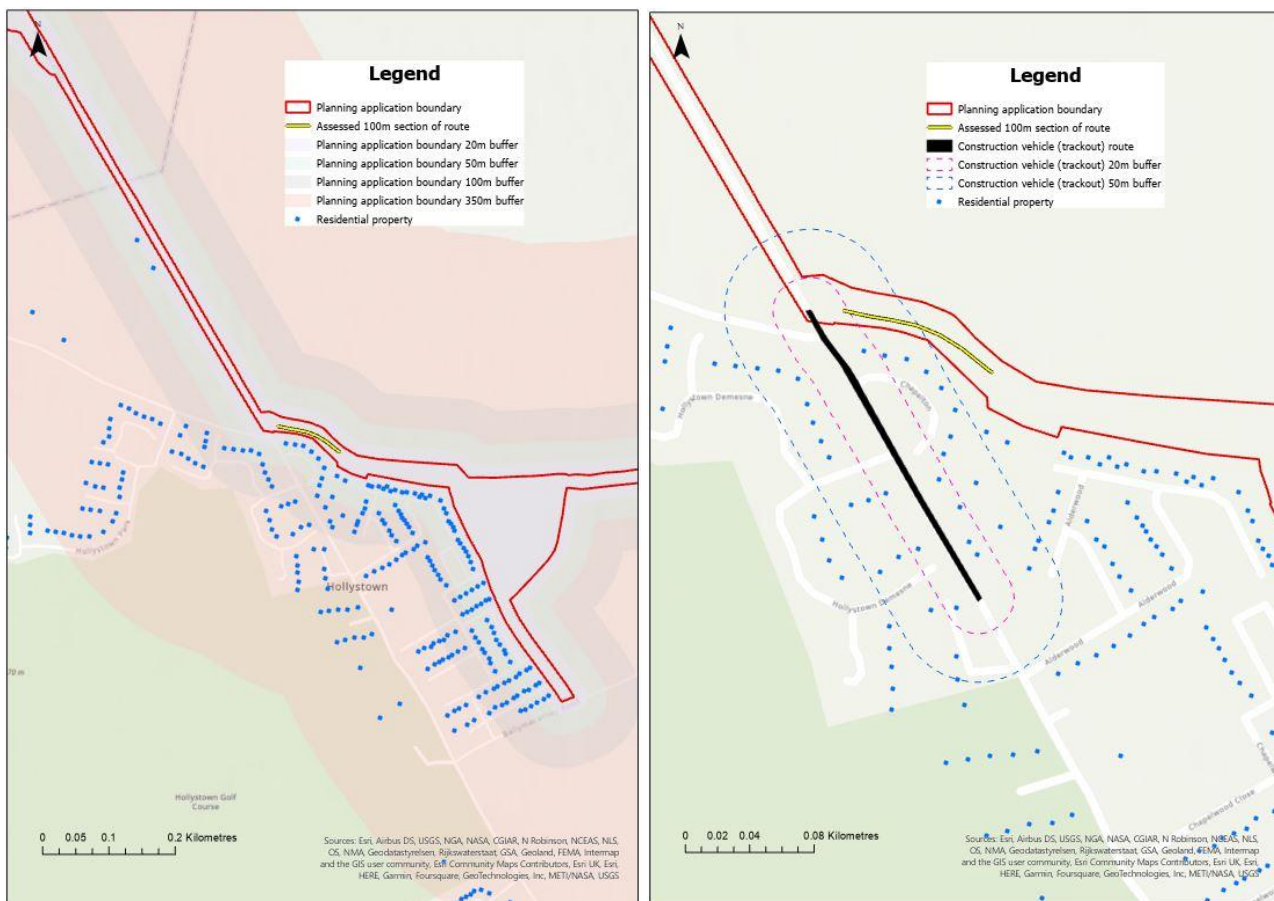 N
Legend
Planning application boundary
Assessed 100m section of route
Planning application boundary 20m buffer
Planning application boundary 50m buffer
Planning application boundary 100m buffer
Planning application boundary 350m buffer
Residential property
Hollystown Park
Hollystown
70 m
Hollystown Golf
Course
0 0.05 0.1 0.2 Kilometres
Sources: Esri, Airbus DS, USGS, NGA, NASA, CGIAR, N Robinson, NCEAS, NLS,
OS, NMA, Geodatastyrelsen, Rijkswaterstaat, GSA, Geoland, FEMA, Intermap
and the GIS user community, Esri Community Maps Contributors, Esri UK, Esri,
HERE, Garmin, Foursquare, GeoTechnologies, Inc, METI/NASA, USGS
N
Legend
Planning application boundary
Assessed 100m section of route
Construction vehicle (trackout) route
Construction vehicle (trackout) 20m buffer
Construction vehicle (trackout) 50m buffer
Residential property
Hollystown Demesne
Chapelton
Alderwood
Hollystown Demesne
Alderwood
Alderwood
Chapelwood Close
0 0.02 0.04 0.08 Kilometres
Sources: Esri, Airbus DS, USGS, NGA, NASA, CGIAR, N Robinson, NCEAS, NLS,
OS, NMA, Geodatastyrelsen, Rijkswaterstaat, GSA, Geoland, FEMA, Intermap
and the GIS user community, Esri Community Maps Contributors, Esri UK, Esri,
HERE, Garmin, Foursquare, GeoTechnologies, Inc, METI/NASA, USGS